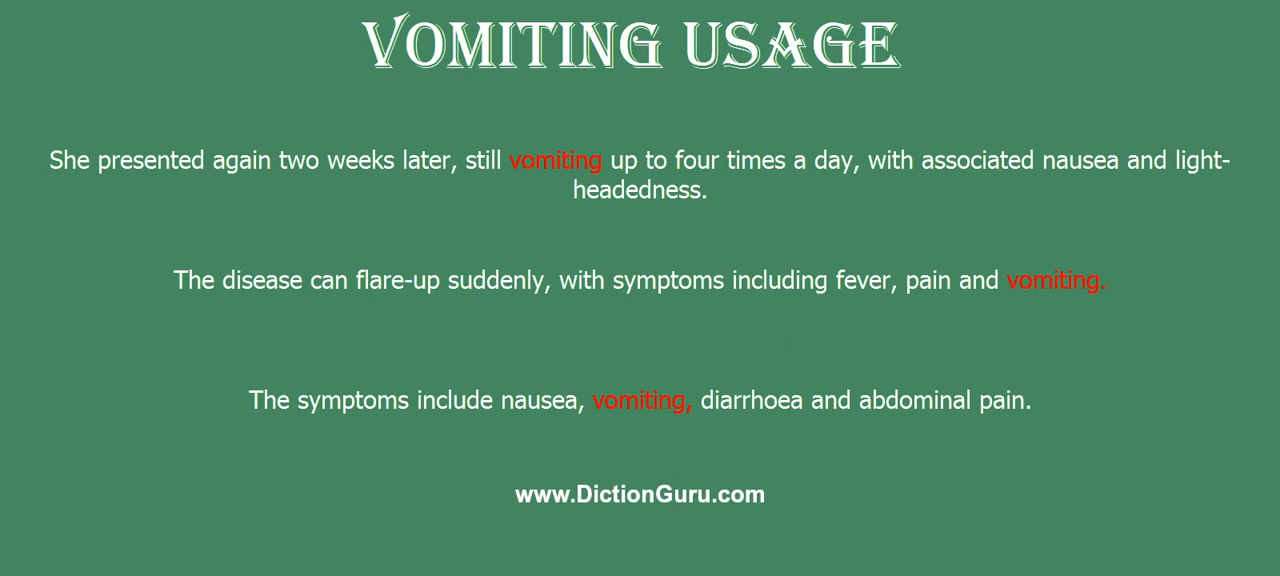 VOMITING USAGE
She presented again two weeks later, still vomiting up to four times a day, with associated nausea and light-
headedness.
The disease can flare-up suddenly, with symptoms including fever, pain and vomiting.
The symptoms include nausea, vomiting, diarrhoea and abdominal pain.
www.DictionGuru.com